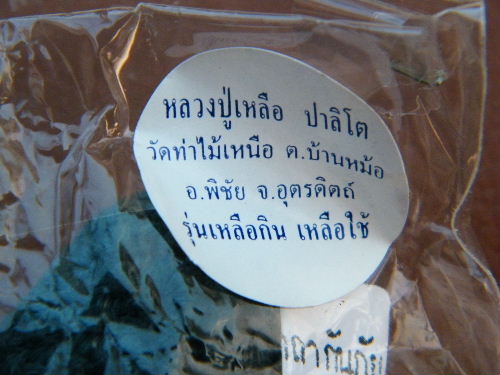 หลวงปู่เหลือ ปาลิโต
วัดท่าไม้เหนือ ต.บ้านหม้อ
อ.พิชัย จ.อุตรดิตถ์
รุ่นเหลือกิน เหลือใช้